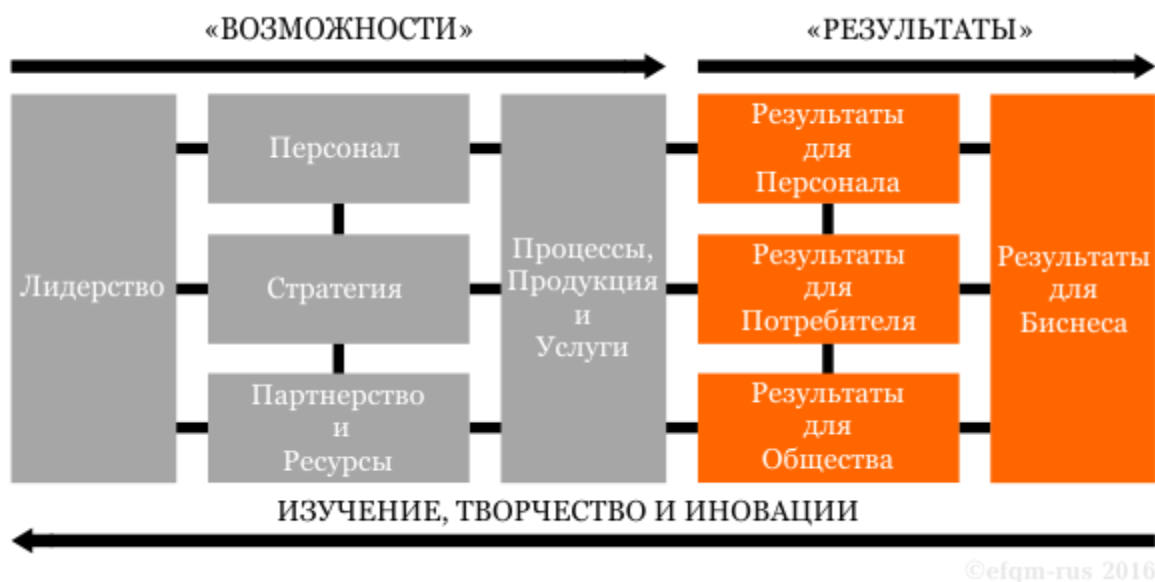 «ВОЗМОЖНОСТИ»
«РЕЗУЛЬТАТЫ»
Лидерство
Персонал
Стратегия
Партнерство
и
Ресурсы
Процессы,
Продукция
и
Услуги
Результаты
для
Персонала
Результаты
для
Потребителя
Результаты
для
Общества
Результаты
для
Биснеса
ИЗУЧЕНИЕ, ТВОРЧЕСТВО И ИНОВАЦИИ
©efqm-rus 2016